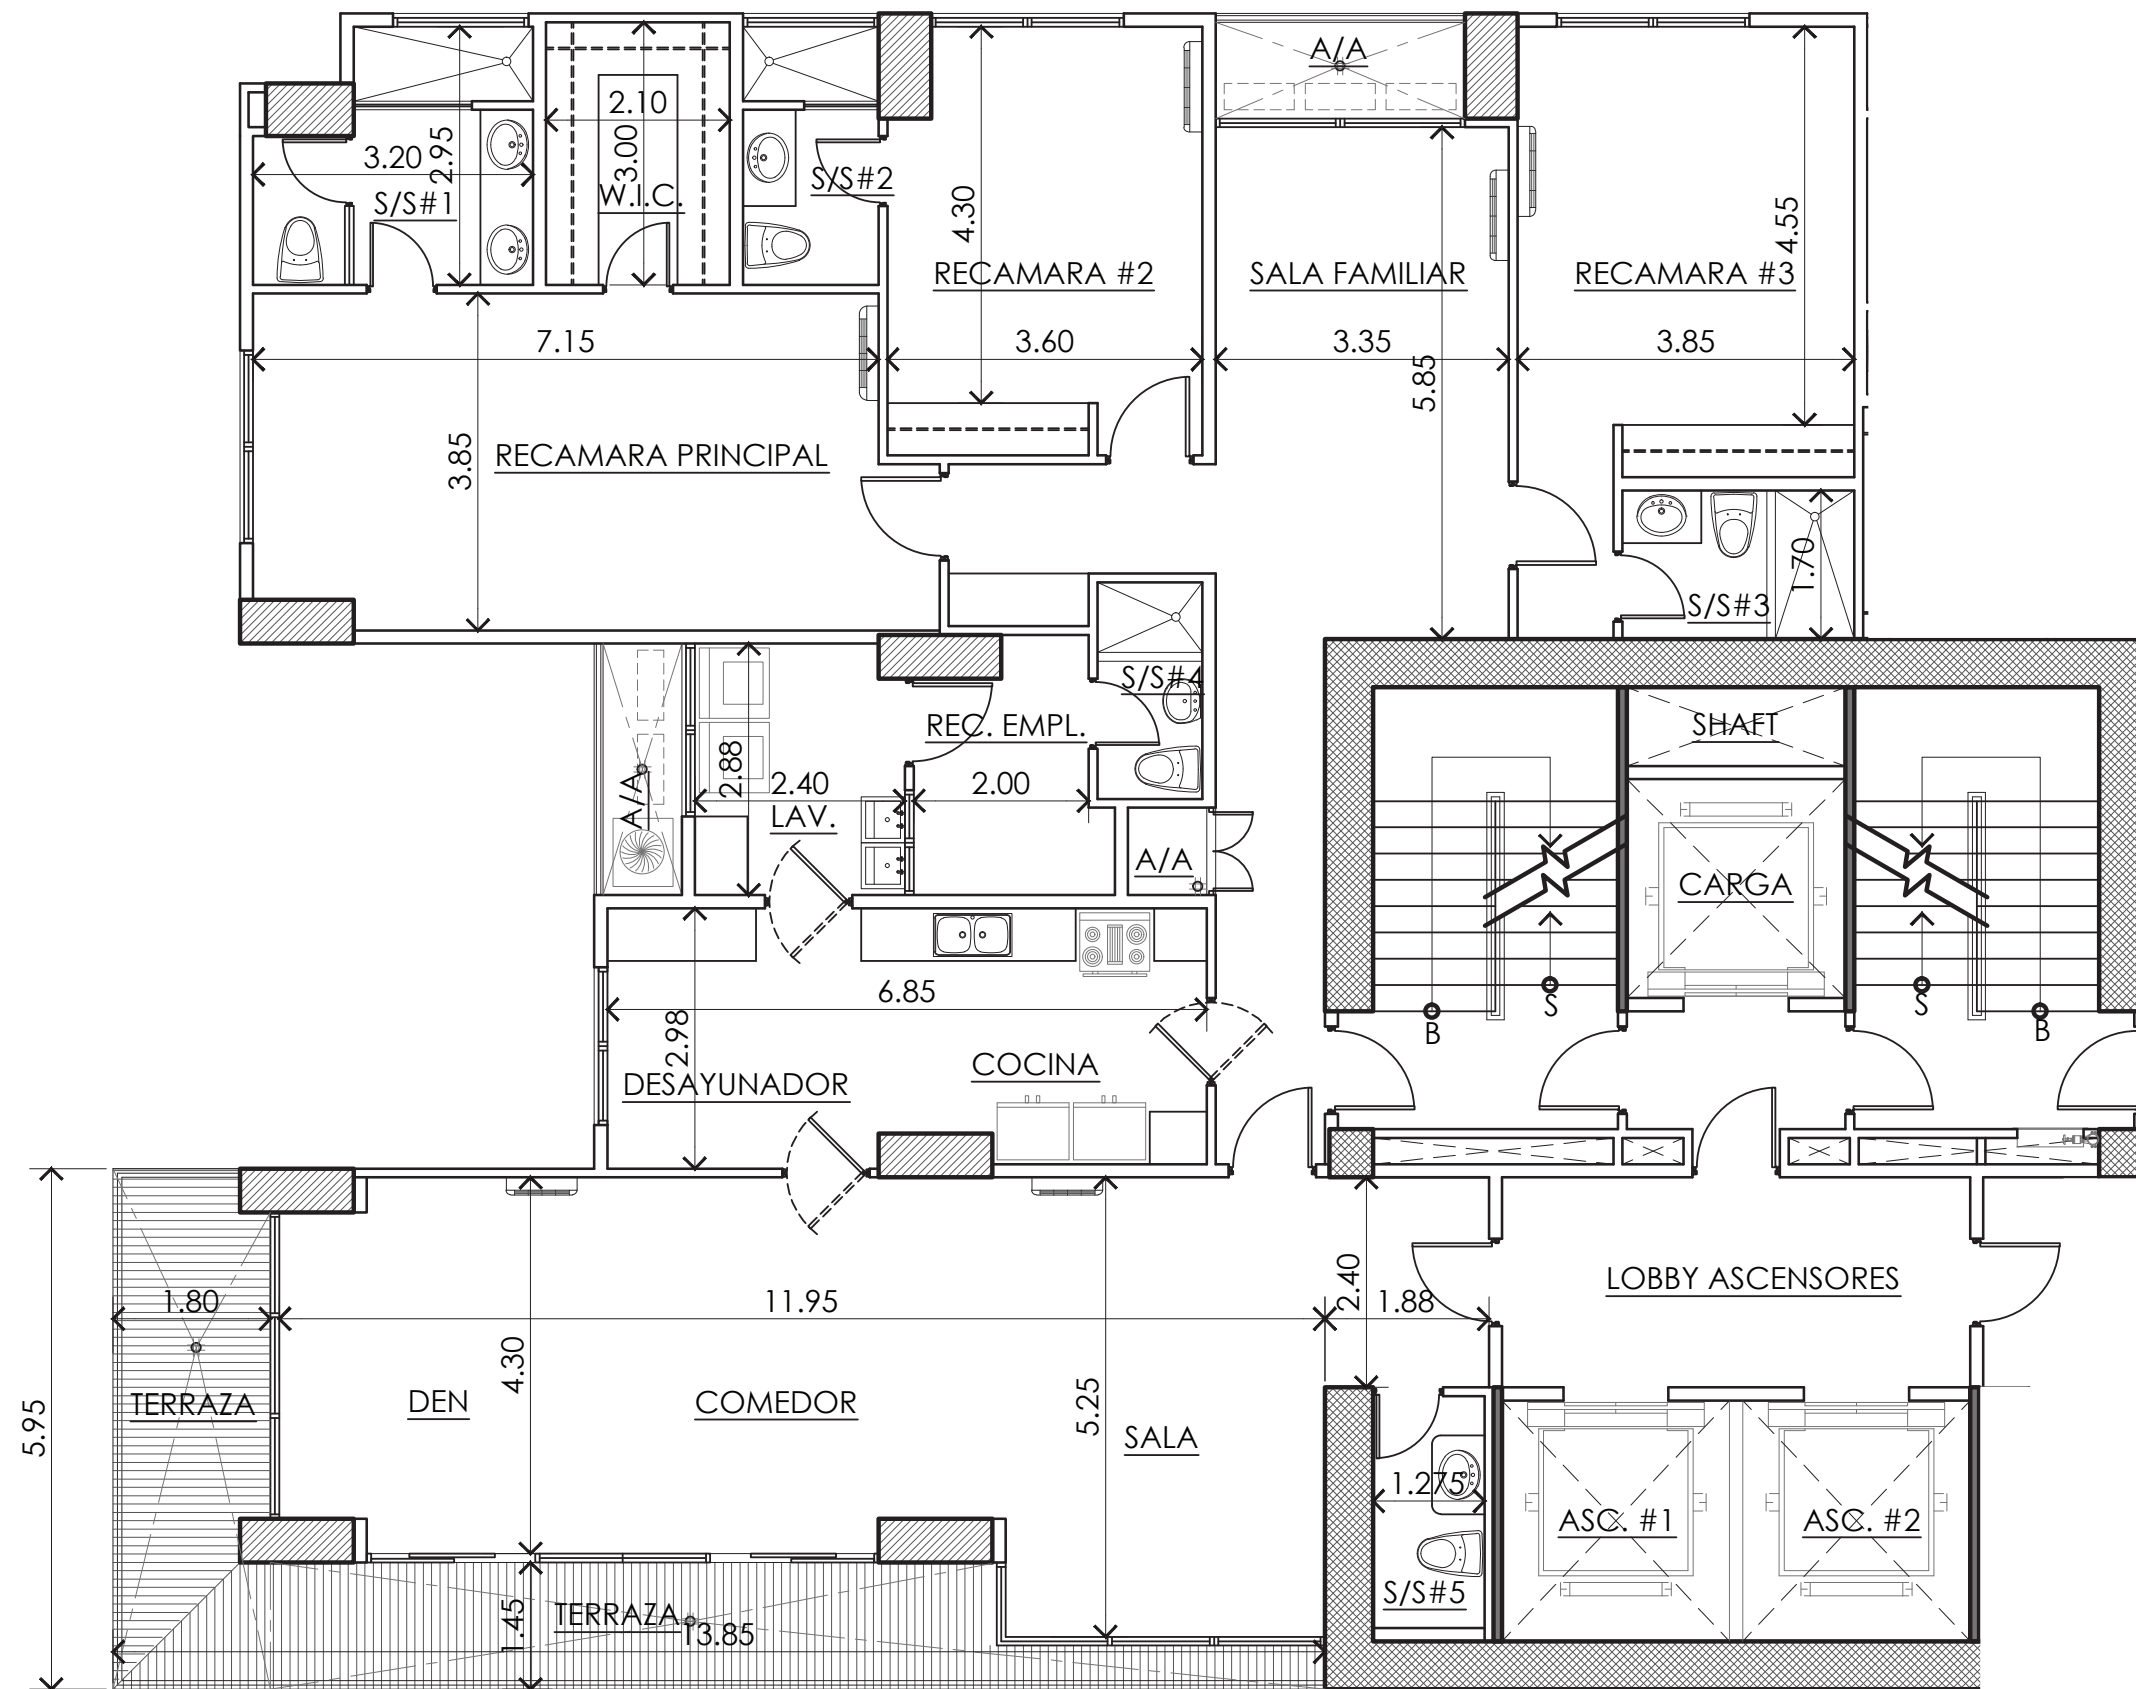 A/A
2.10
3.20
2.95
3.00
S/S#1
W.I.C.
S/S#2
4.30
4.55
RECAMARA #2
SALA FAMILIAR
RECAMARA #3
7.15
3.60
3.35
3.85
5.85
3.85
RECAMARA PRINCIPAL
1.70
S/S#3
S/S#4
REC. EMPL.
SHAFT
2.88
2.40
2.00
A/A
LAV.
A/A
CARGA
6.85
S
S
B
B
2.98
COCINA
DESAYUNADOR
LOBBY ASCENSORES
1.80
11.95
2.40
1.88
4.30
TERRAZA
DEN
COMEDOR
5.25
5.95
SALA
1.275
ASC. #1
ASC. #2
S/S#5
TERRAZA
1.45
13.85